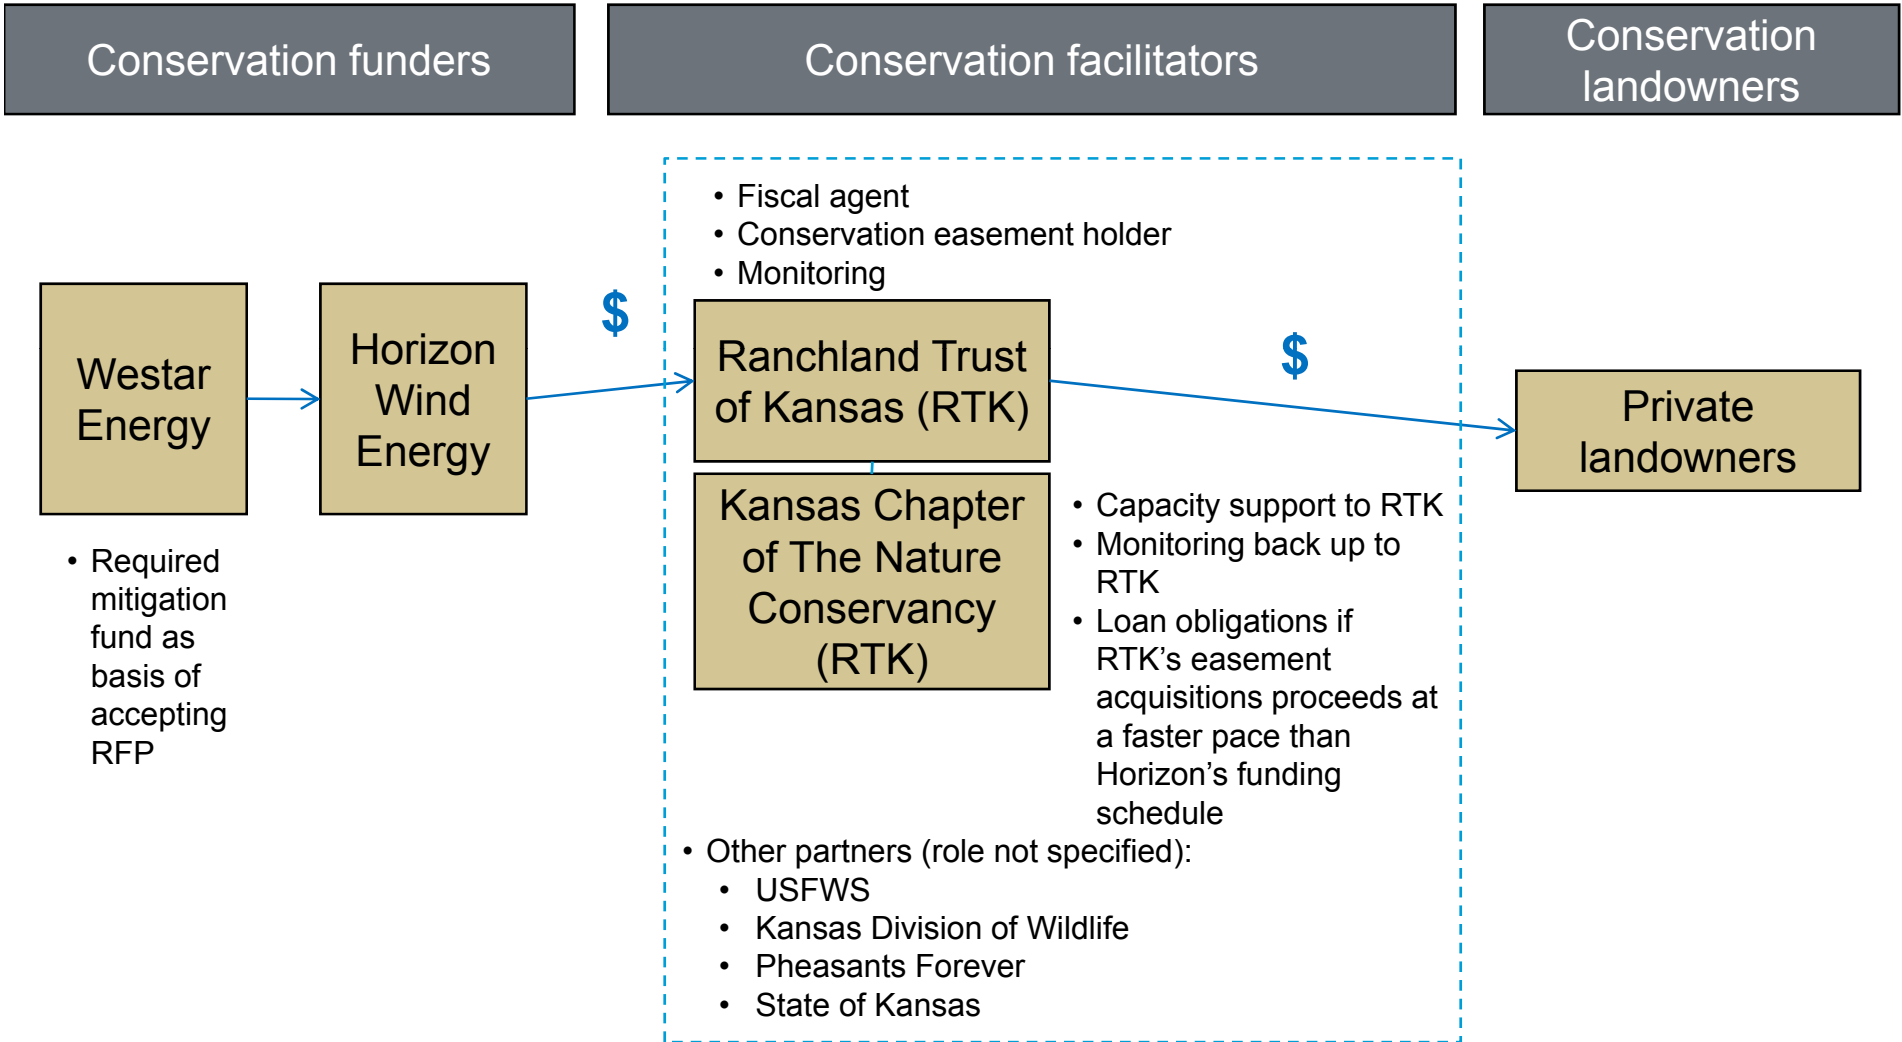 Conservation funders
Conservation facilitators
Conservation
landowners
• Fiscal agent
• Conservation easement holder
• Monitoring
Westar
Energy
Horizon
Wind
Energy
$
Ranchland Trust
of Kansas (RTK)
$
Private
landowners
Kansas Chapter
of The Nature
Conservancy
(RTK)
• Required
mitigation
fund as
basis of
accepting
RFP
• Capacity support to RTK
• Monitoring back up to
RTK
• Loan obligations if
RTK’s easement
acquisitions proceeds at
a faster pace than
Horizon’s funding
schedule
• Other partners (role not specified):
• USFWS
• Kansas Division of Wildlife
• Pheasants Forever
• State of Kansas